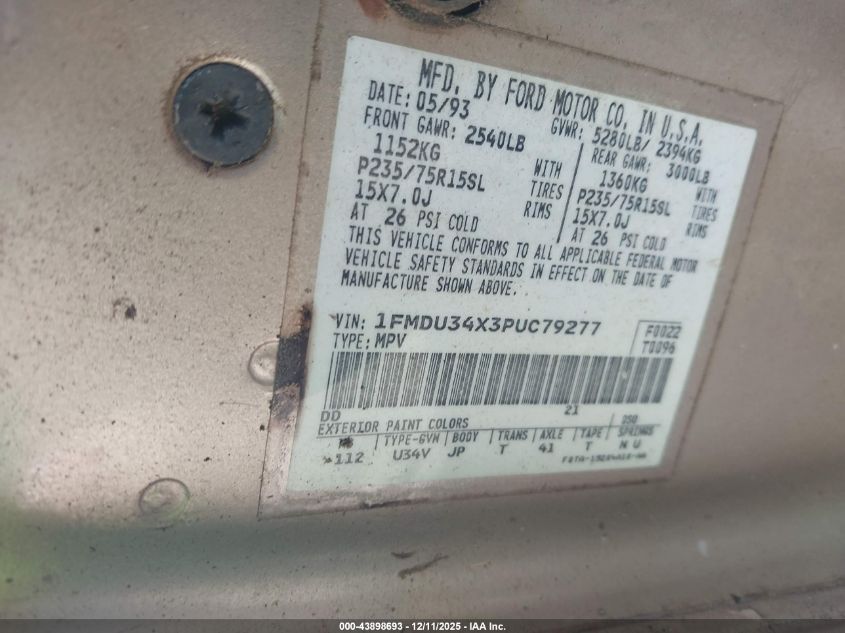 MFD. BY FORD MOTOR CO. IN U.S.A.
DATE: 05/93 GVWR: 5280LB/ 2394KG
FRONT GAWR: 2540LB REAR GAWR: 3000LB
1152KG WITH 1360KG WITH
P235/75R15SL TIRES P235/75R15SL TIRES
15X7.0J RIMS 15X7.0J RIMS
AT 26 PSI COLD AT 26 PSI COLD
THIS VEHICLE CONFORMS TO ALL APPLICABLE FEDERAL MOTOR
VEHICLE SAFETY STANDARDS IN EFFECT ON THE DATE OF
MANUFACTURE SHOWN ABOVE.
VIN: 1FMDU34X3PUC79277 F0022
TYPE: MPV T0096
DD 21
EXTERIOR PAINT COLORS DSO
TYPE-GVN BODY TRANS AXLE TAPE SPRINGS
112 U34V JP T 41 T N U
000-43898693 - 12/11/2025 - IAA Inc.